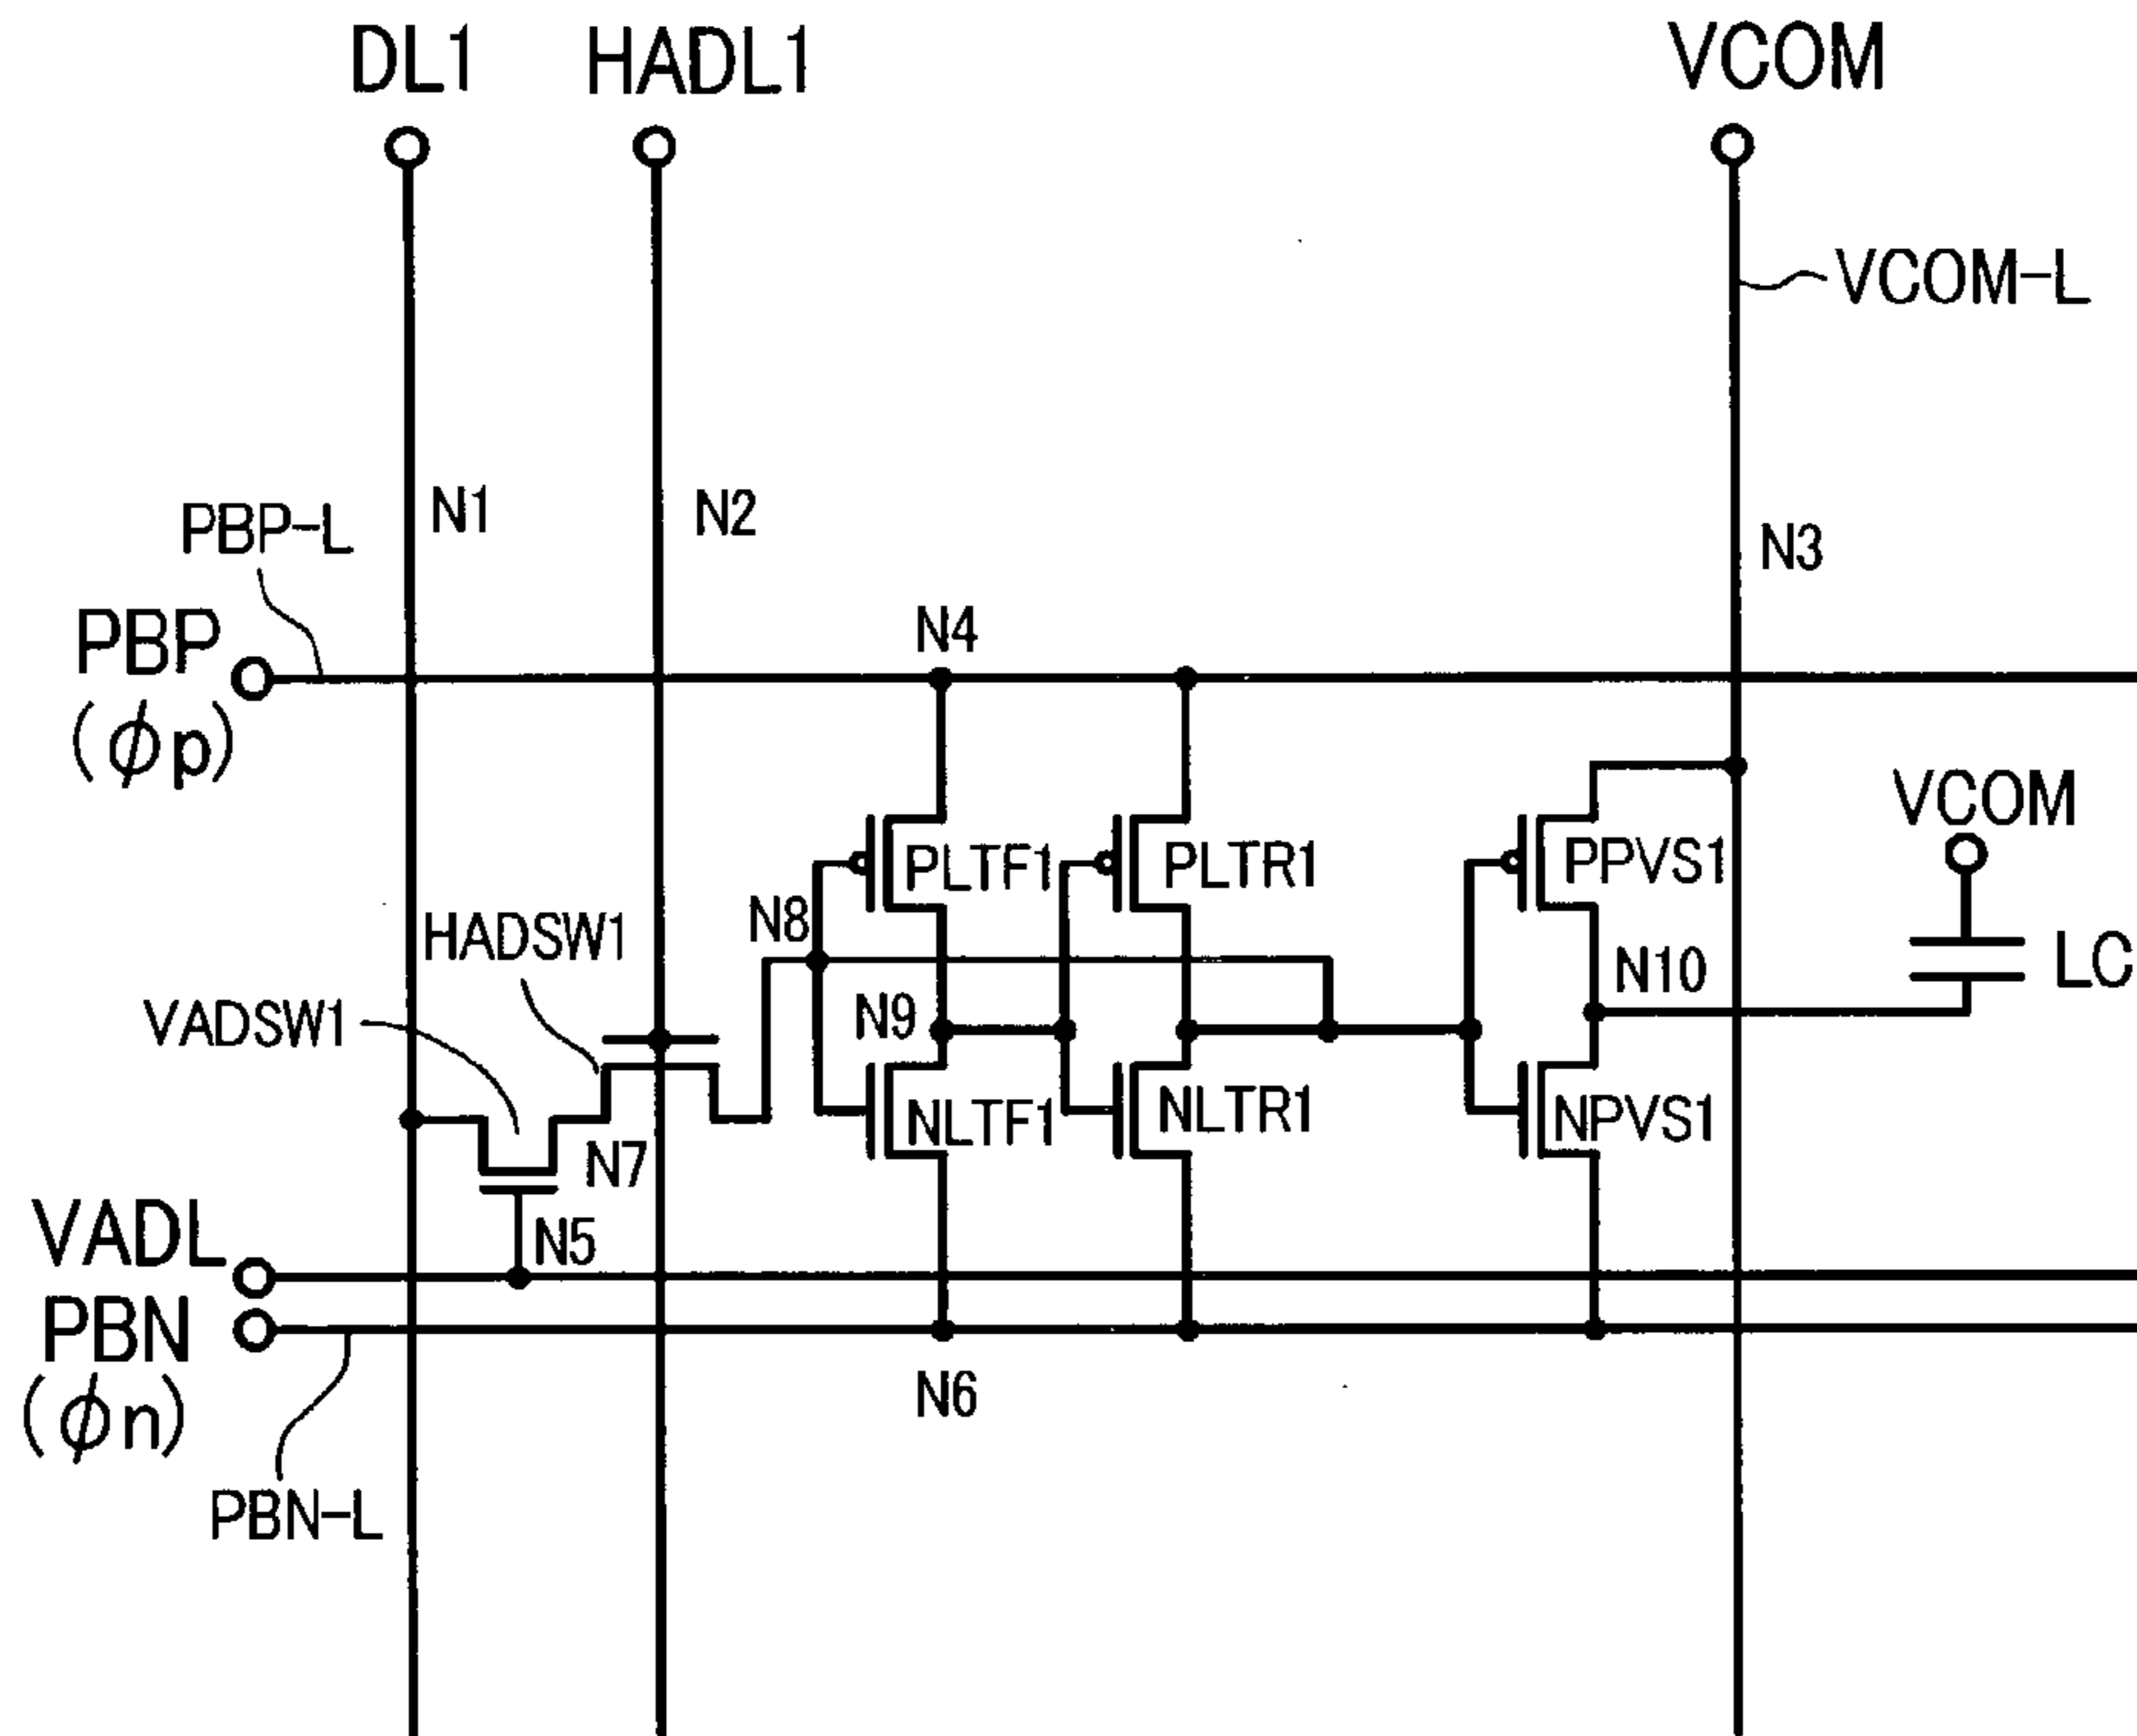 DL1 HADL1 VCOM
VCOM-L
N1 N2 N3
PBP-L
PBP
(ϕp)
N4
PLTF1 PLTR1 PPVS1 VCOM
N8
HADSW1
N10 LC
VADSW1
N9
NLTF1 NLTR1 NPVS1
N7
VADL
N5
PBN
(ϕn)
N6
PBN-L